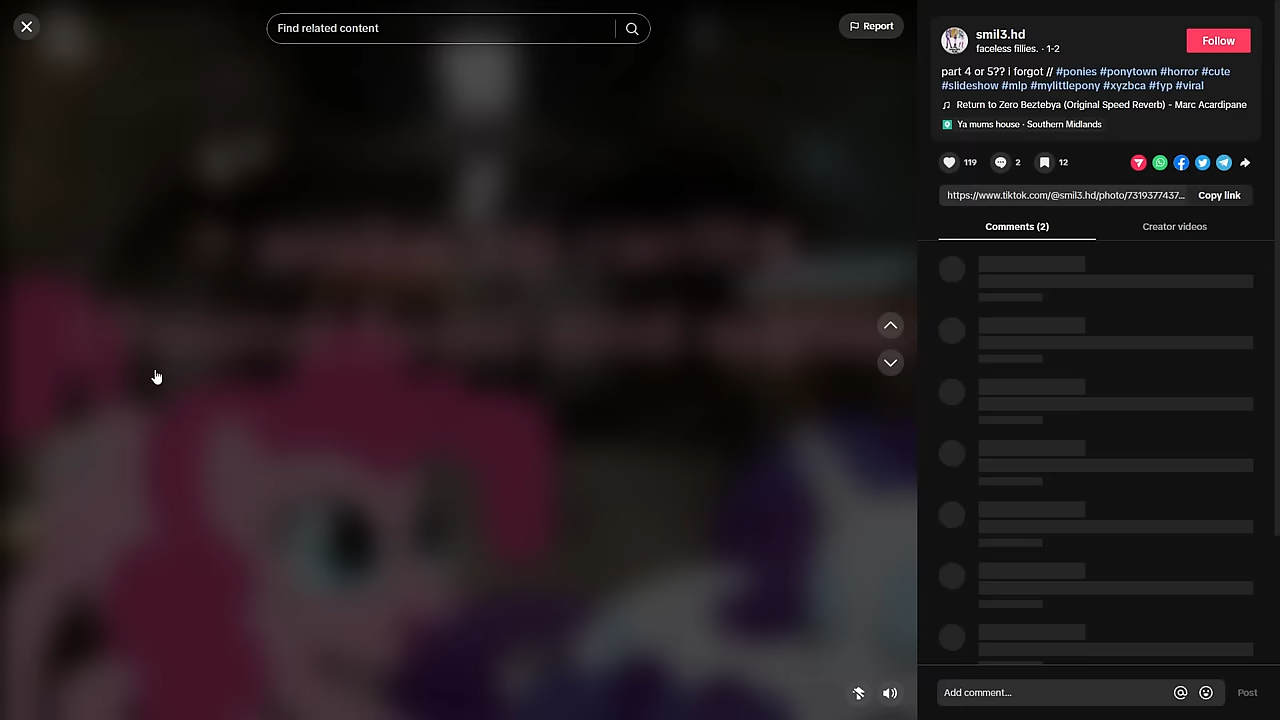 Find related content
Report
smil3.hd
faceless fillies. · 1-2
Follow
part 4 or 5?? i forgot // #ponies #ponytown #horror #cute
#slideshow #mlp #mylittlepony #xyzbca #fyp #viral
Return to Zero Beztebya (Original Speed Reverb) - Marc Acardipane
Ya mums house · Southern Midlands
119
2
12
https://www.tiktok.com/@smil3.hd/photo/7319377437...
Copy link
Comments (2)
Creator videos
Add comment...
Post